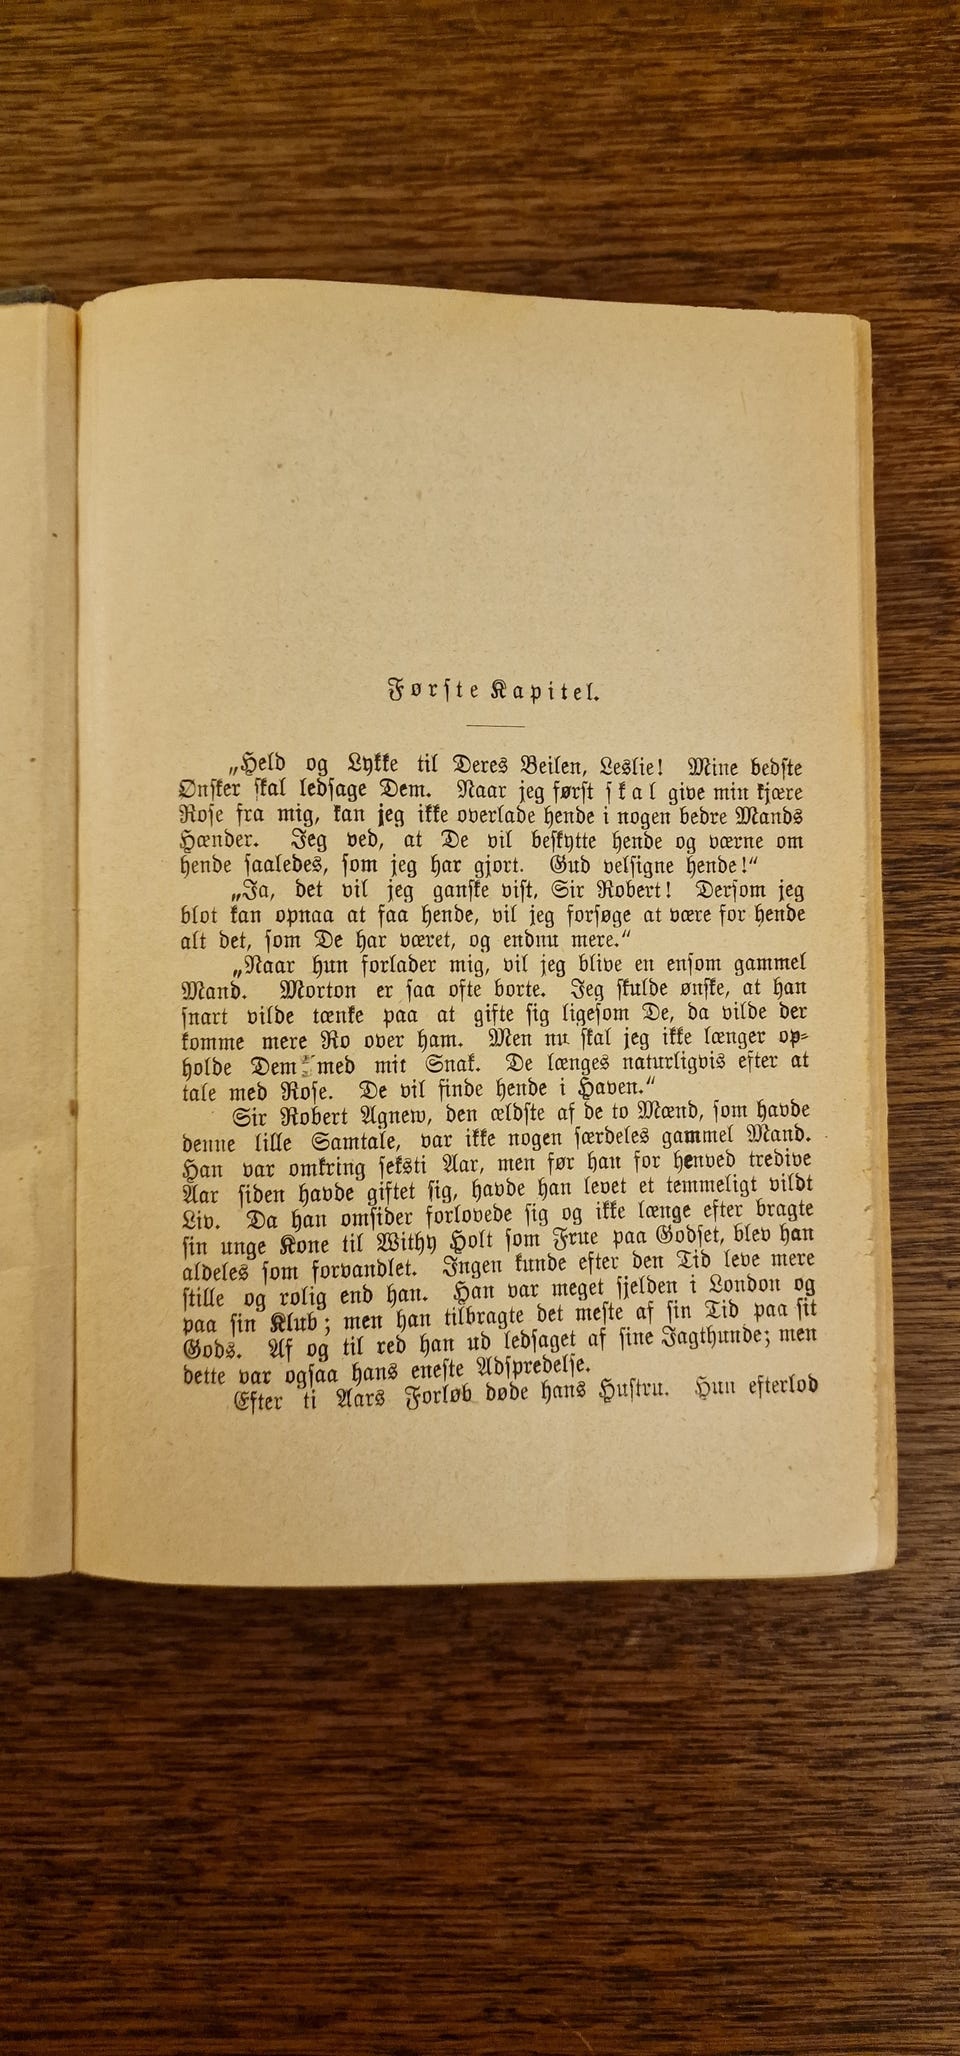 Første Kapitel.
„Held og Lykke til Deres Beilen, Leslie! Mine bedste
Ønsker skal ledsage Dem. Naar jeg først skal give min kjære
Rose fra mig, kan jeg ikke overlade hende i nogen bedre Mands
Hænder. Jeg ved, at De vil beskytte hende og værne om
hende saaledes, som jeg har gjort. Gud velsigne hende!“
„Ja, det vil jeg ganske vist, Sir Robert! Dersom jeg
blot kan opnaa at faa hende, vil jeg forsøge at være for hende
alt det, som De har været, og endnu mere.“
„Naar hun forlader mig, vil jeg blive en ensom gammel
Mand. Morton er saa ofte borte. Jeg skulde ønske, at han
snart vilde tænke paa at gifte sig ligesom De, da vilde der
komme mere Ro over ham. Men nu skal jeg ikke længer op-
holde Dem med mit Snak. De længes naturligvis efter at
tale med Rose. De vil finde hende i Haven.“
Sir Robert Agnew, den ældste af de to Mænd, som havde
denne lille Samtale, var ikke nogen særdeles gammel Mand.
Han var omkring seksti Aar, men før han for henved tredive
Aar siden havde giftet sig, havde han levet et temmeligt vildt
Liv. Da han omsider forlovede sig og ikke længe efter bragte
sin unge Kone til Withy Holt som Frue paa Godset, blev han
aldeles som forvandlet. Ingen kunde efter den Tid leve mere
stille og rolig end han. Han var meget sjelden i London og
paa sin Klub; men han tilbragte det meste af sin Tid paa sit
Gods. Af og til red han ud ledsaget af sine Jagthunde; men
dette var ogsaa hans eneste Adspredelse.
Efter ti Aars Forløb døde hans Hustru. Hun efterlod